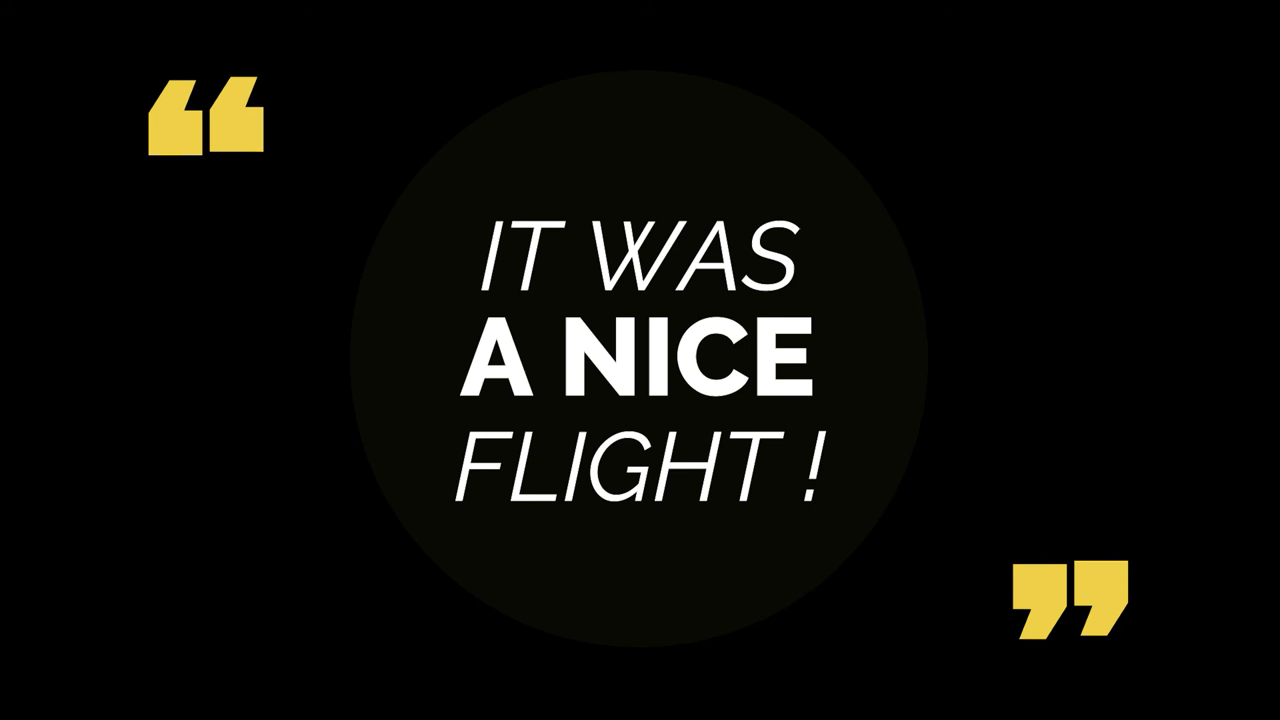 “
IT WAS
A NICE
FLIGHT !
”